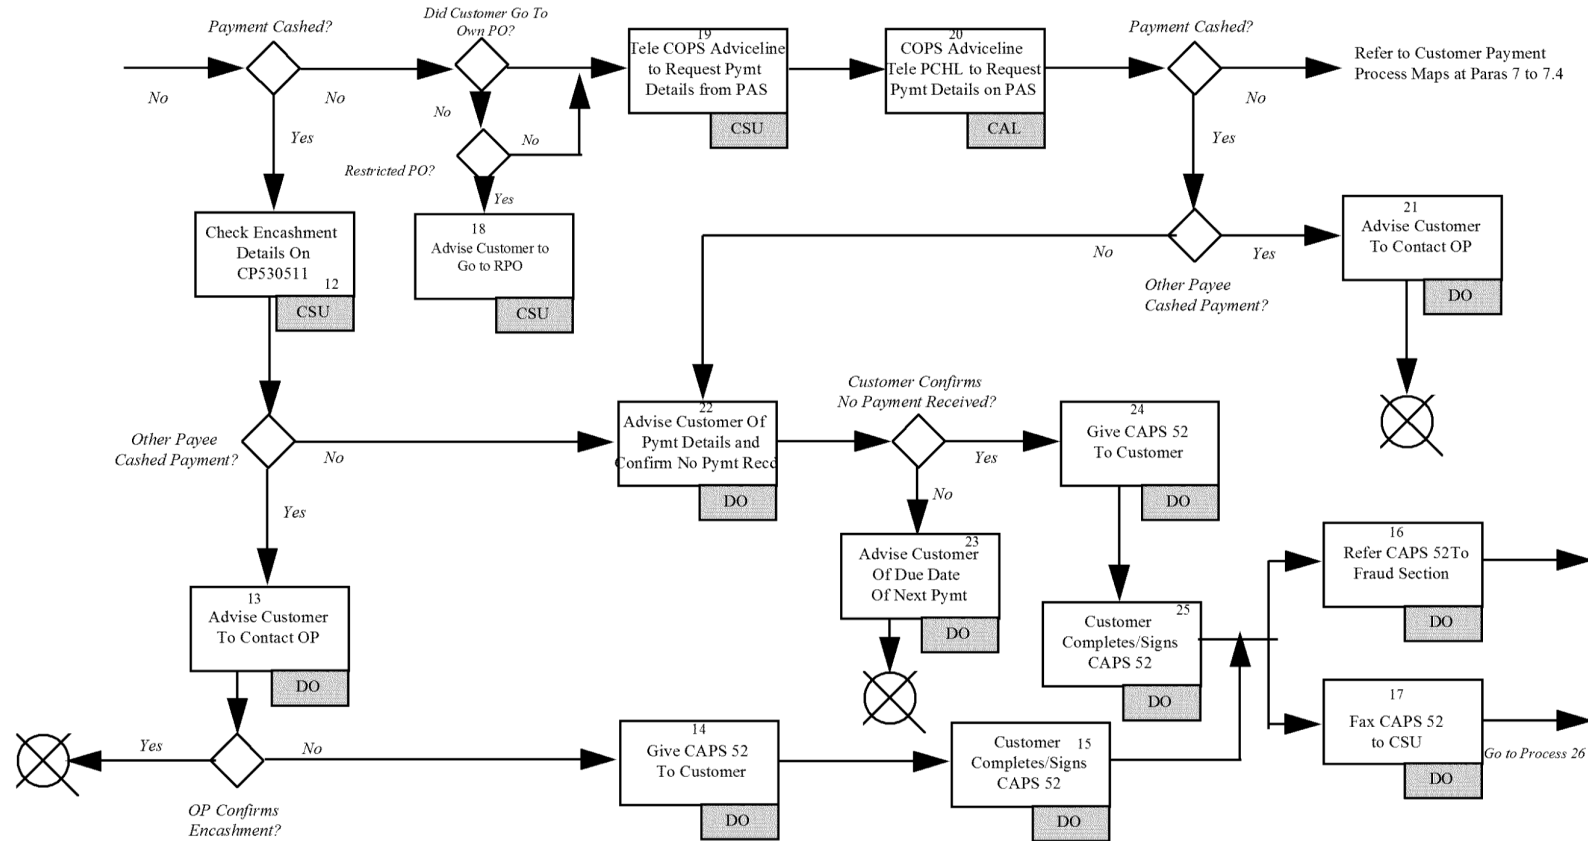 Payment Cashed?
Did Customer Go To
Own PO?
Payment Cashed?
19
Tele COPS Adviceline
to Request Pymt
Details from PAS
CSU
20
COPS Adviceline
Tele PCHL to Request
Pymt Details on PAS
CAL
Refer to Customer Payment
Process Maps at Paras 7 to 7.4
No
No
No
No
Yes
No
Yes
Restricted PO?
Yes
Check Encashment
Details On
CP530511
12
CSU
18
Advise Customer to
Go to RPO
CSU
21
Advise Customer
To Contact OP
DO
No
Yes
Other Payee
Cashed Payment?
Customer Confirms
No Payment Received?
22
Advise Customer Of
Pymt Details and
Confirm No Pymt Recd
DO
24
Give CAPS 52
To Customer
DO
Other Payee
Cashed Payment?
No
Yes
No
Yes
23
Advise Customer
Of Due Date
Of Next Pymt
DO
16
Refer CAPS 52To
Fraud Section
DO
13
Advise Customer
To Contact OP
DO
25
Customer
Completes/Signs
CAPS 52
DO
17
Fax CAPS 52
to CSU
DO
Go to Process 26
Yes
No
14
Give CAPS 52
To Customer
DO
15
Customer
Completes/Signs
CAPS 52
DO
OP Confirms
Encashment?